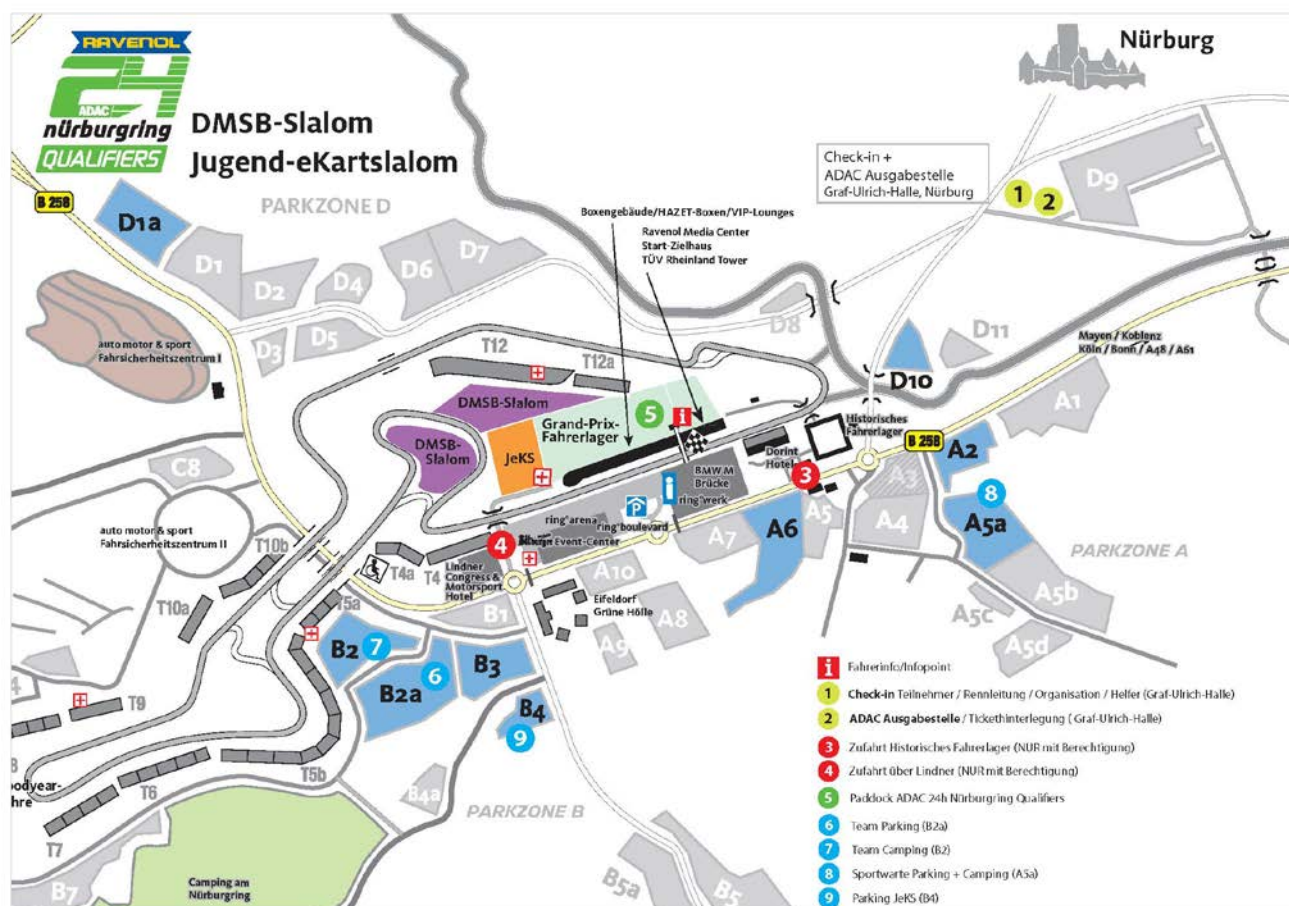 RAVENOL
24
ADAC
nürburgring
QUALIFIERS
DMSB-Slalom
Jugend-eKartslalom
Nürburg
Check-in +
ADAC Ausgabestelle
Graf-Ulrich-Halle, Nürburg
1
2
D9
B 258
D1a
PARKZONE D
D1
D2
D3
D4
D5
D6
D7
Boxengebäude/HAZET-Boxen/VIP-Lounges
Ravenol Media Center
Start-Zielhaus
TÜV Rheinland Tower
D8
D10
D11
Mayen / Koblenz
Köln / Bonn / A48 / A61
auto motor & sport
Fahrsicherheitszentrum I
T12
T12a
DMSB-Slalom
DMSB-
Slalom
JeKS
Grand-Prix-
Fahrerlager
5
i
Historisches
Fahrerlager
B 258
A1
A2
A3
A4
8
A5a
PARKZONE A
A5b
A5c
A5d
Dorint
Hotel
3
BMW M
Brücke
ring°werk
i
P
ring°arena
ring°boulevard
Event-Center
A5
A6
A7
A8
A9
A10
C8
auto motor & sport
Fahrsicherheitszentrum II
T10b
T10a
T4a
T4
4
Lindner
Congress &
Motorsport
Hotel
Eifeldorf
Grüne Hölle
B1
T5a
B2
7
B2a
6
B3
B4
9
T9
T5b
T6
T7
B4a
PARKZONE B
B5a
B5
B7
Camping am
Nürburgring
i Fahrerinfo/Infopoint
1 Check-in Teilnehmer / Rennleitung / Organisation / Helfer (Graf-Ulrich-Halle)
2 ADAC Ausgabestelle / Tickethinterlegung ( Graf-Ulrich-Halle)
3 Zufahrt Historisches Fahrerlager (NUR mit Berechtigung)
4 Zufahrt über Lindner (NUR mit Berechtigung)
5 Paddock ADAC 24h Nürburgring Qualifiers
6 Team Parking (B2a)
7 Team Camping (B2)
8 Sportwarte Parking + Camping (A5a)
9 Parking JeKS (B4)